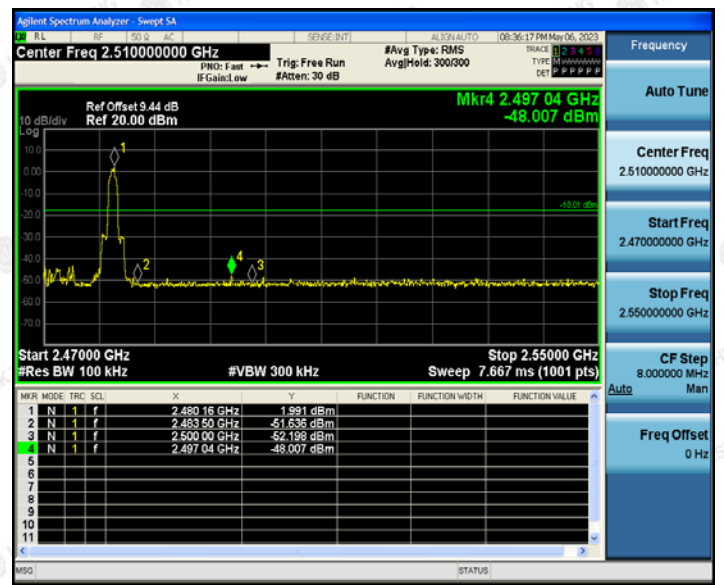 Agilent Spectrum Analyzer - Swept SA
RL RF 50 Ω AC SENSE:INT ALIGNAUTO 08:36:17 PM May 06, 2023
Center Freq 2.510000000 GHz
#Avg Type: RMS
TRACE 1 2 3 4 5 6
PNO: Fast
Trig: Free Run
Avg|Hold: 300/300
TYPE MWWWWW
IFGain:Low
#Atten: 30 dB
DET P P P P P P
Frequency
Auto Tune
Center Freq
2.510000000 GHz
Start Freq
2.470000000 GHz
Stop Freq
2.550000000 GHz
CF Step
8.000000 MHz
Auto Man
Freq Offset
0 Hz
Ref Offset 9.44 dB
Mkr4 2.497 04 GHz
10 dB/div Ref 20.00 dBm
-48.007 dBm
Log
10.0
0.00
-10.0
-20.0
-30.0
-40.0
-50.0
-60.0
-70.0
1
2
4
3
-18.01 dBm
Start 2.47000 GHz
Stop 2.55000 GHz
#Res BW 100 kHz
#VBW 300 kHz
Sweep 7.667 ms (1001 pts)
MKR MODE TRC SCL X Y FUNCTION FUNCTION WIDTH FUNCTION VALUE
1 N 1 f 2.480 16 GHz 1.991 dBm
2 N 1 f 2.483 50 GHz -51.636 dBm
3 N 1 f 2.500 00 GHz -52.198 dBm
4 N 1 f 2.497 04 GHz -48.007 dBm
5
6
7
8
9
10
11
MSG STATUS